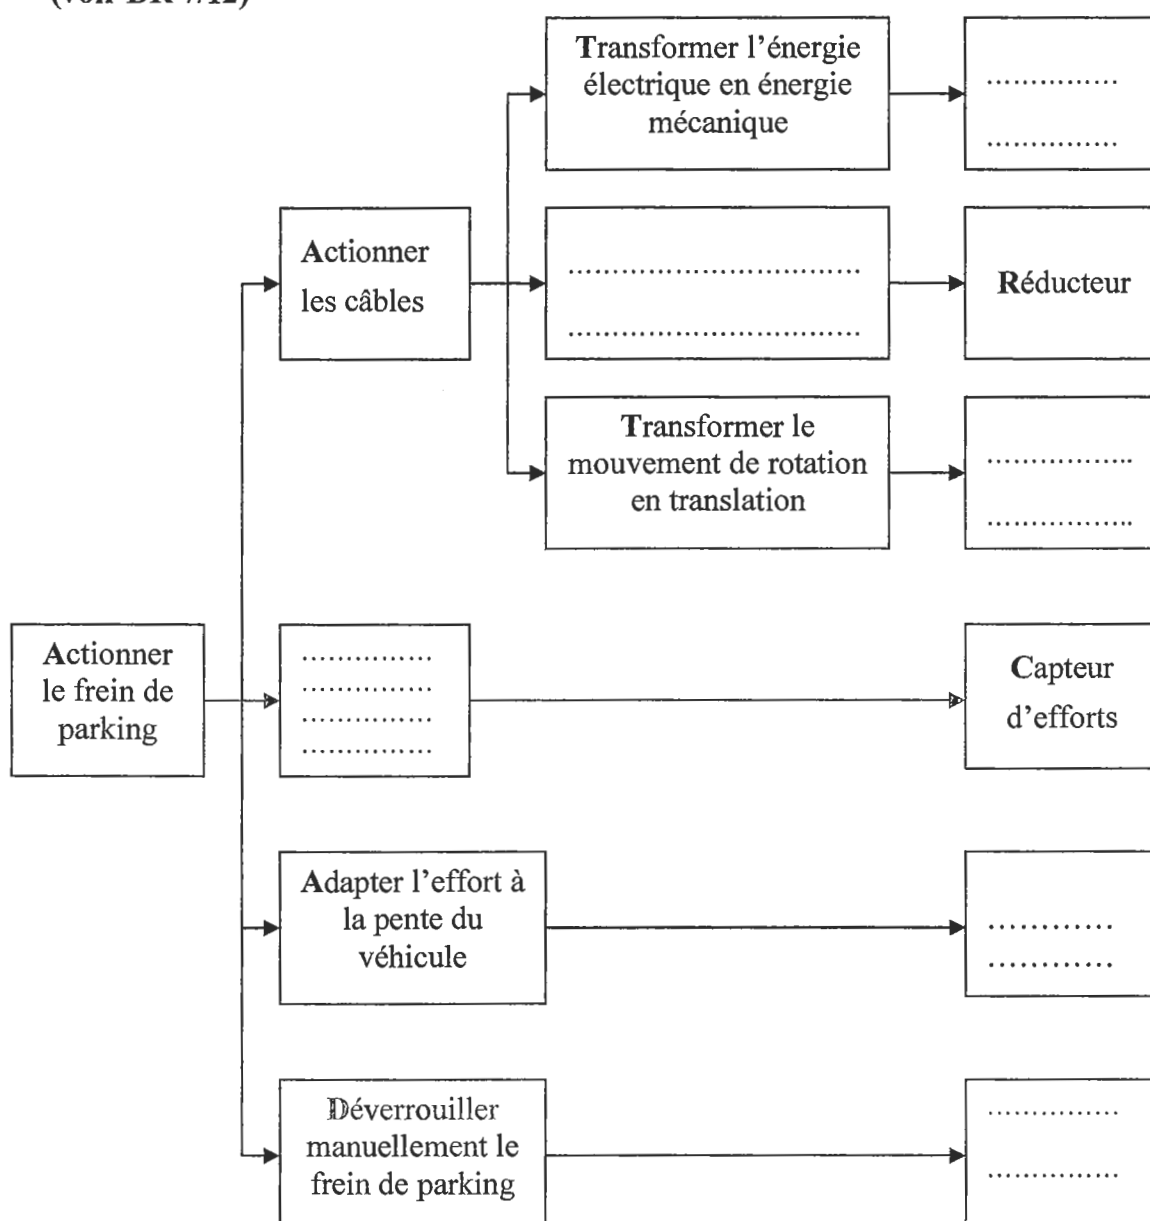 (voir DR 7/12)
Transformer l’énergie
électrique en énergie
mécanique
……………
……………
Actionner
les câbles
……………………………
……………………………
Réducteur
Transformer le
mouvement de rotation
en translation
……………..
……………..
Actionner
le frein de
parking
……………
……………
……………
……………
Capteur
d’efforts
Adapter l’effort à
la pente du
véhicule
…………
…………
Déverrouiller
manuellement le
frein de parking
……………
……………